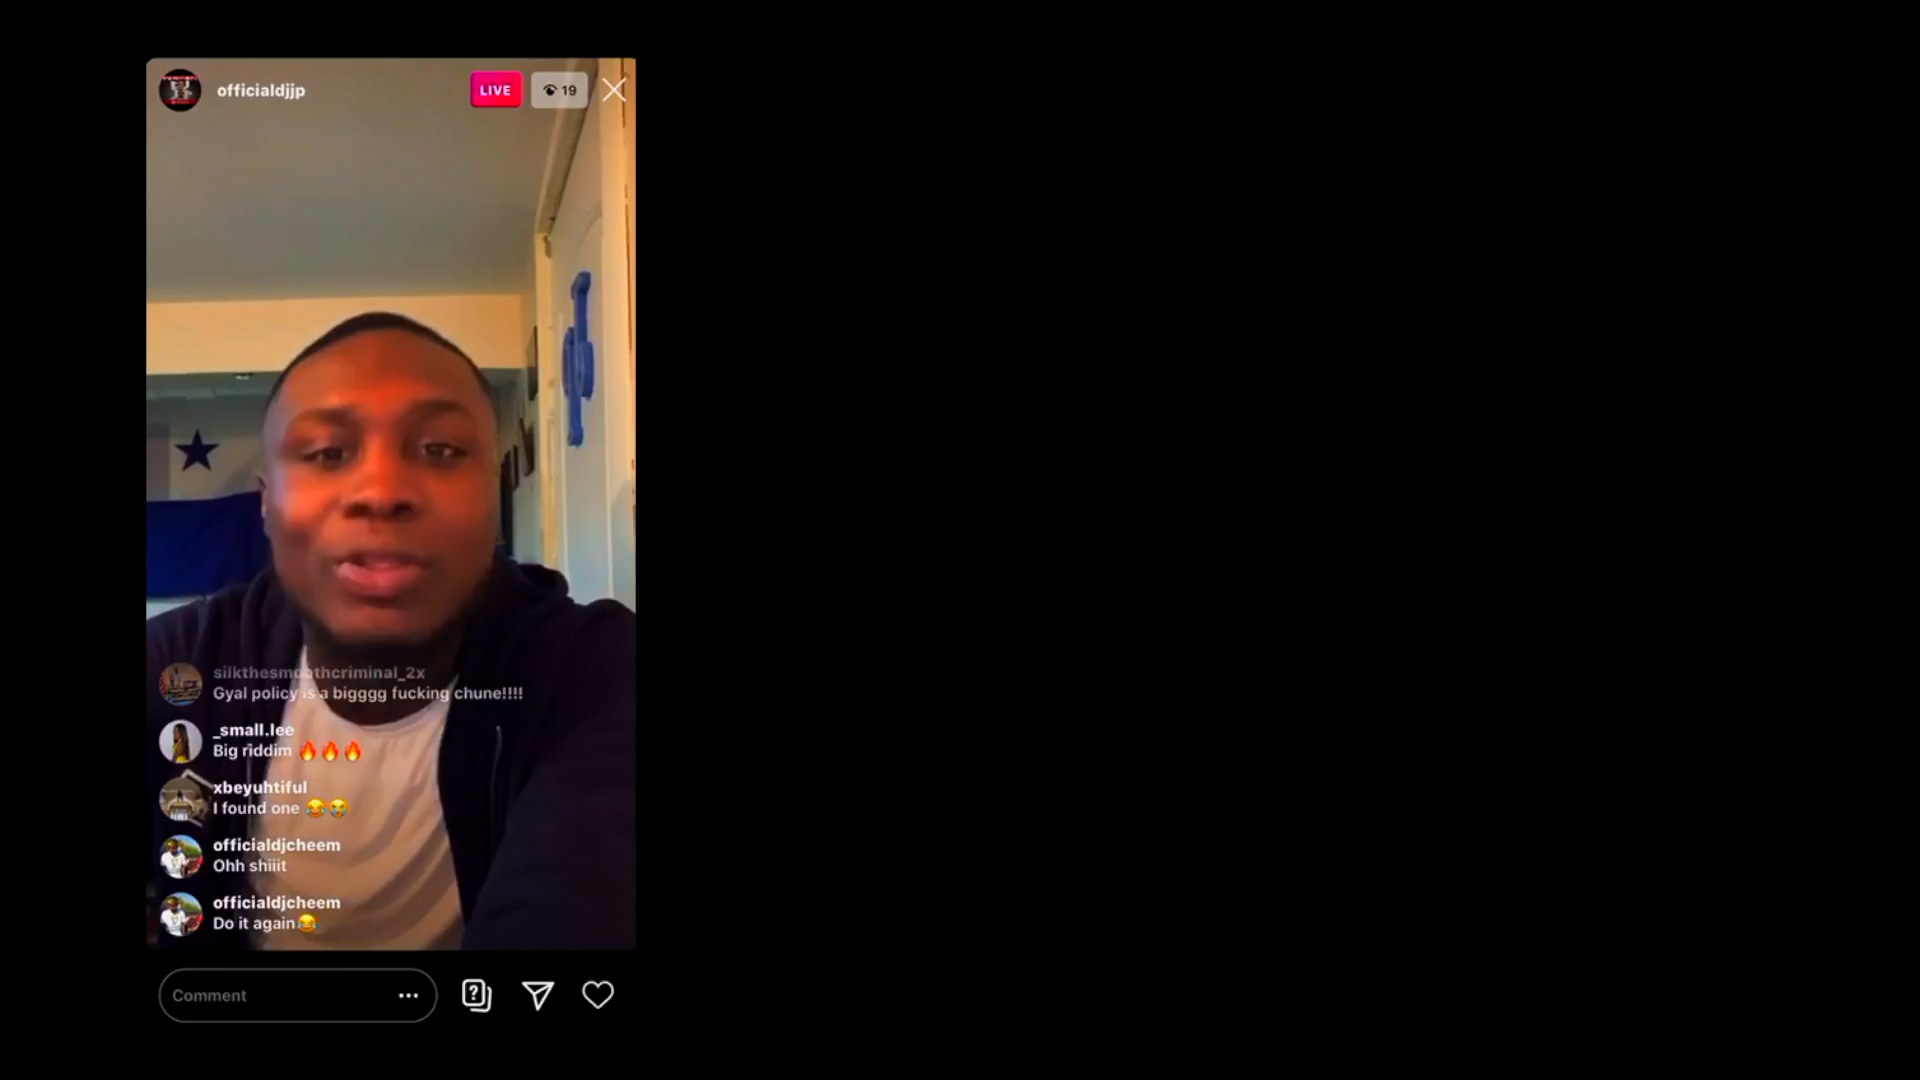 officialdjjp
LIVE
19
silkthesmoothcriminal_2x
Gyal policy is a bigggg fucking chune!!!!
_small.lee
Big riddim 🔥🔥🔥
xbeyuhtiful
I found one 😂😭
officialdjcheem
Ohh shiiit
officialdjcheem
Do it again😂
Comment